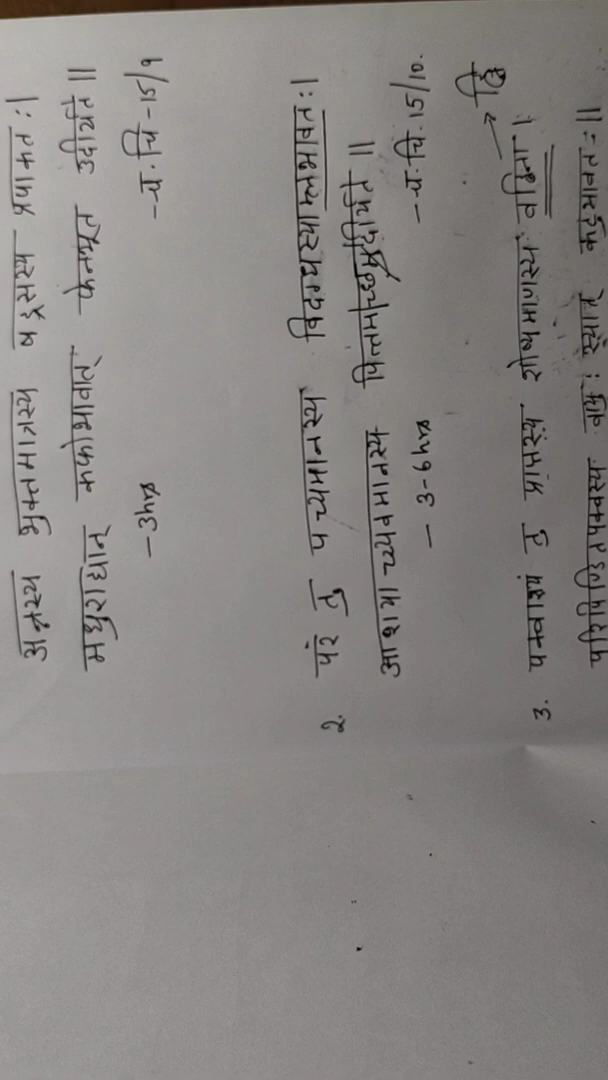 अन्नस्य भुक्तमात्रस्य षड्रसस्य प्रपाकतः।
मधुराद्यात् कफोभावात् फेनभूत उदीर्यते ॥
- 3hrs - च. चि - 15/9
2. परं तु पच्यमानस्य विदग्धस्याम्लभावतः।
आशयाच्च्यवमानस्य पित्तमाच्छमुदीर्यते ॥
- 3-6hrs - च. चि. 15/10.
3. पक्वाशयं तु प्राप्तस्य शोष्यमाणस्य वह्निना।
→ ह्नि
परिपिण्डितपक्वस्य वायुः स्यात् कटुभावतः॥